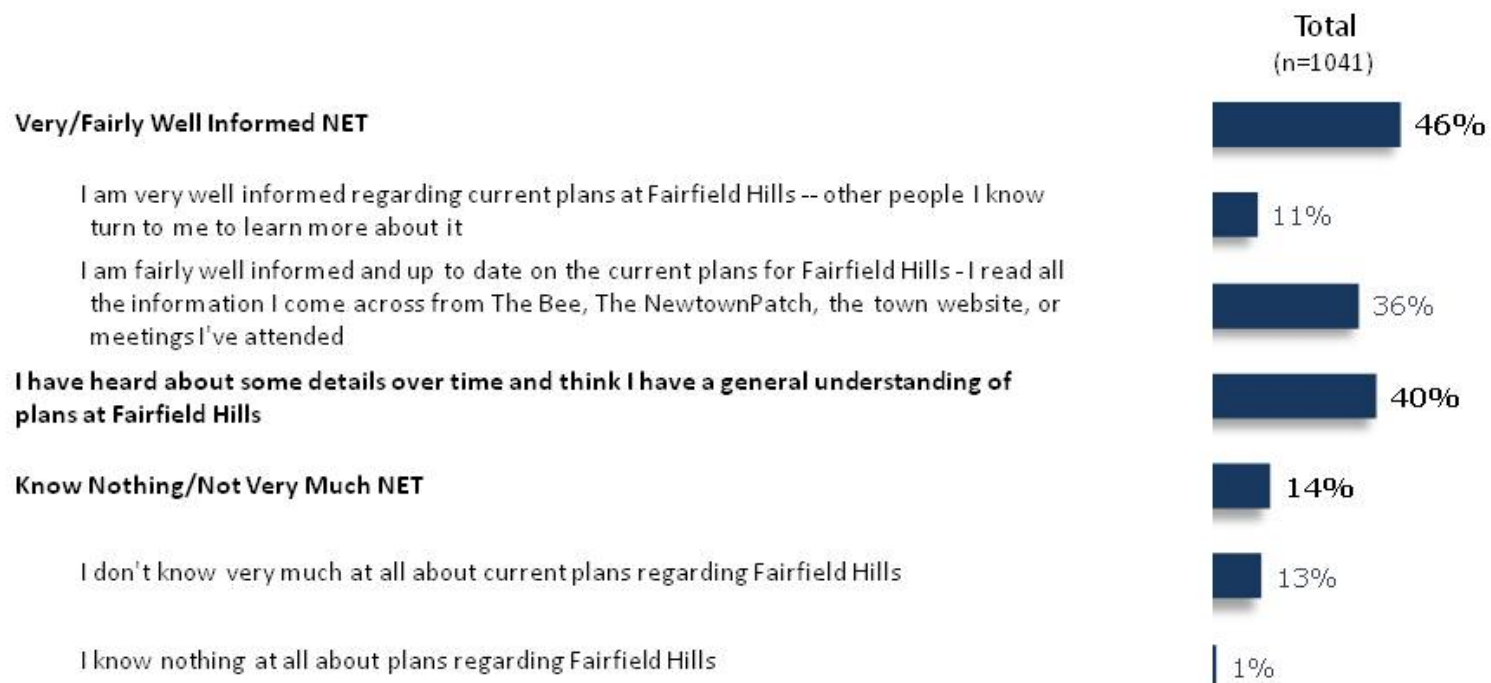 Total
(n=1041)
Very/Fairly Well Informed NET
46%
I am very well informed regarding current plans at Fairfield Hills -- other people I know
turn to me to learn more about it
11%
I am fairly well informed and up to date on the current plans for Fairfield Hills - I read all
the information I come across from The Bee, The NewtownPatch, the town website, or
meetings I've attended
36%
I have heard about some details over time and think I have a general understanding of
plans at Fairfield Hills
40%
Know Nothing/Not Very Much NET
14%
I don't know very much at all about current plans regarding Fairfield Hills
13%
I know nothing at all about plans regarding Fairfield Hills
1%